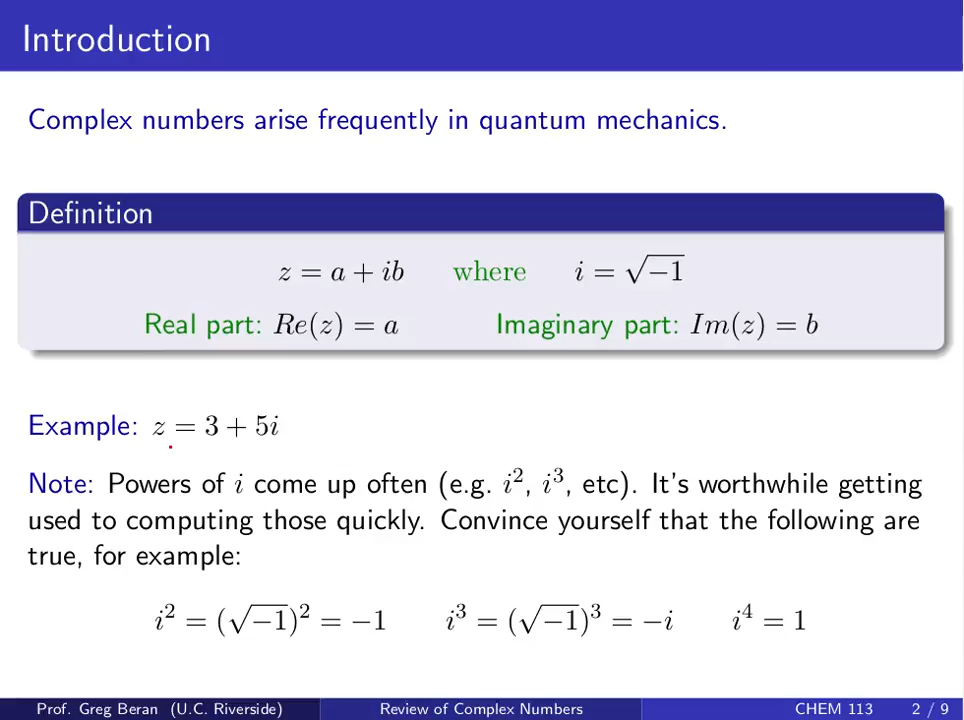 Introduction
Complex numbers arise frequently in quantum mechanics.
Definition
z = a + ib where i = √−1
Real part: Re(z) = a Imaginary part: Im(z) = b
Example: z = 3 + 5i
Note: Powers of i come up often (e.g. i², i³, etc). It's worthwhile getting
used to computing those quickly. Convince yourself that the following are
true, for example:
i² = (√−1)² = −1 i³ = (√−1)³ = −i i⁴ = 1
Prof. Greg Beran (U.C. Riverside) Review of Complex Numbers CHEM 113 2 / 9